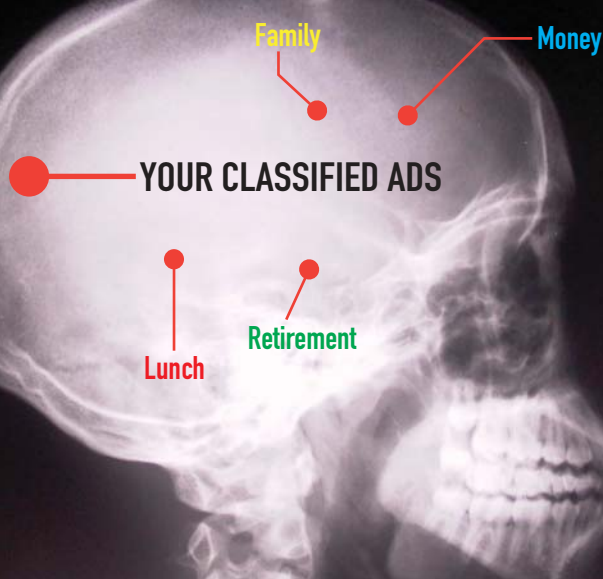 Family
Money
YOUR CLASSIFIED ADS
Retirement
Lunch